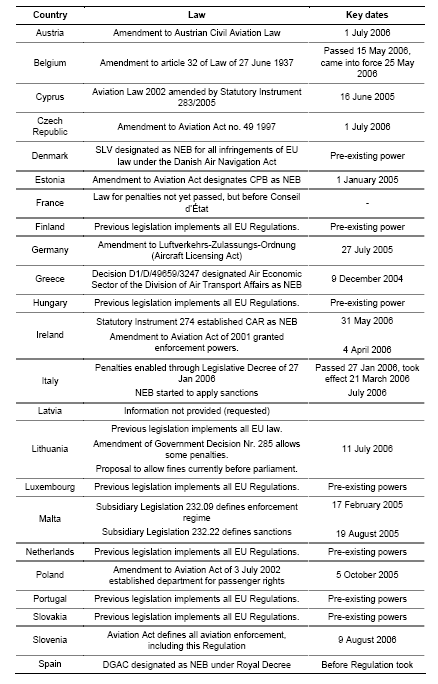 Country Law Key dates
Austria Amendment to Austrian Civil Aviation Law 1 July 2006
Belgium Amendment to article 32 of Law of 27 June 1937 Passed 15 May 2006,
came into force 25 May
2006
Cyprus Aviation Law 2002 amended by Statutory Instrument
283/2005 16 June 2005
Czech
Republic Amendment to Aviation Act no. 49 1997 1 July 2006
Denmark SLV designated as NEB for all infringements of EU
law under the Danish Air Navigation Act Pre-existing power
Estonia Amendment to Aviation Act designates CPB as NEB 1 January 2005
France Law for penalties not yet passed, but before Conseil
d'État -
Finland Previous legislation implements all EU Regulations. Pre-existing power
Germany Amendment to Luftverkehrs-Zulassungs-Ordnung
(Aircraft Licensing Act) 27 July 2005
Greece Decision D1/D/49659/3247 designated Air Economic
Sector of the Division of Air Transport Affairs as NEB 9 December 2004
Hungary Previous legislation implements all EU Regulations. Pre-existing power
Ireland Statutory Instrument 274 established CAR as NEB 31 May 2006
Amendment to Aviation Act of 2001 granted
enforcement powers. 4 April 2006
Italy Penalties enabled through Legislative Decree of 27
Jan 2006 Passed 27 Jan 2006, took
effect 21 March 2006
NEB started to apply sanctions July 2006
Latvia Information not provided (requested)
Lithuania Previous legislation implements all EU law.
Amendment of Government Decision Nr. 285 allows
some penalties. 11 July 2006
Proposal to allow fines currently before parliament.
Luxembourg Previous legislation implements all EU Regulations. Pre-existing powers
Malta Subsidiary Legislation 232.09 defines enforcement
regime 17 February 2005
Subsidiary Legislation 232.22 defines sanctions 19 August 2005
Netherlands Previous legislation implements all EU Regulations. Pre-existing powers
Poland Amendment to Aviation Act of 3 July 2002
established department for passenger rights 5 October 2005
Portugal Previous legislation implements all EU Regulations. Pre-existing powers
Slovakia Previous legislation implements all EU Regulations. Pre-existing powers
Slovenia Aviation Act defines all aviation enforcement,
including this Regulation 9 August 2006
Spain DGAC designated as NEB under Royal Decree Before Regulation took